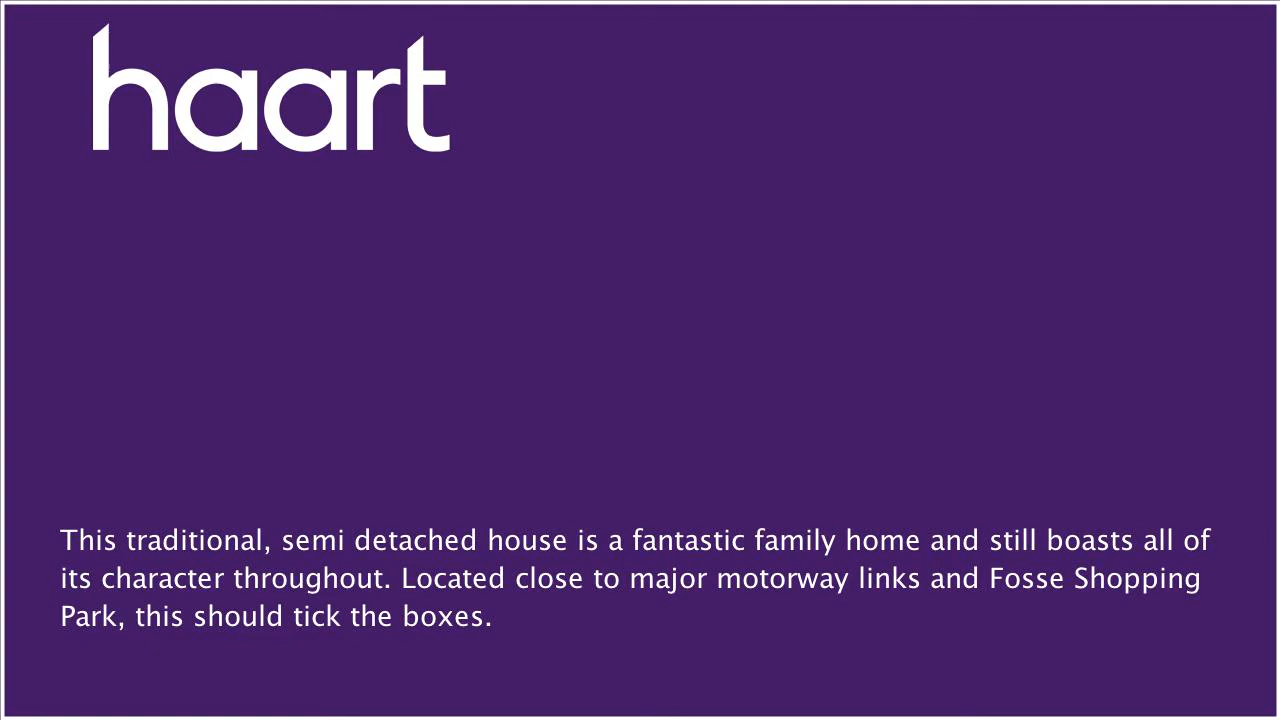 haart
This traditional, semi detached house is a fantastic family home and still boasts all of
its character throughout. Located close to major motorway links and Fosse Shopping
Park, this should tick the boxes.